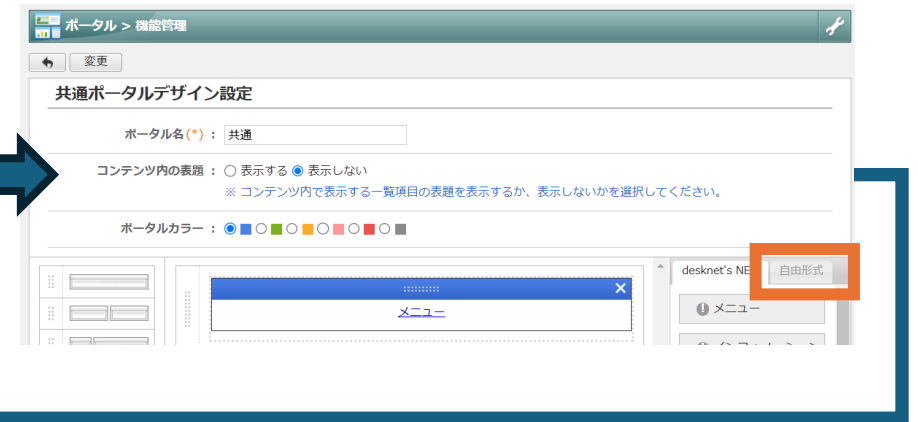 ポータル > 機能管理
変更
共通ポータルデザイン設定
ポータル名(*) : 共通
コンテンツ内の表題 : 表示する 表示しない
※ コンテンツ内で表示する一覧項目の表題を表示するか、表示しないかを選択してください。
ポータルカラー :
desknet's NE 自由形式
メニュー
メニュー